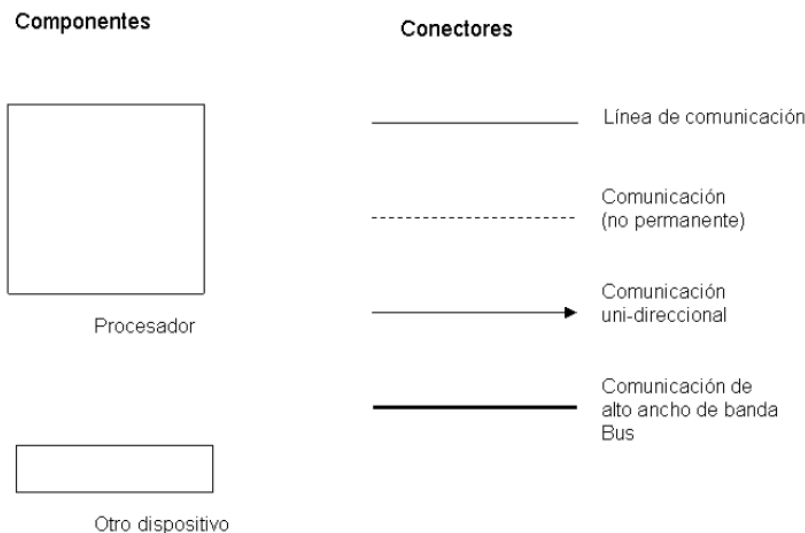 Componentes
Conectores
Línea de comunicación
Comunicación
(no permanente)
Procesador
Comunicación
uni-direccional
Comunicación de
alto ancho de banda
Bus
Otro dispositivo